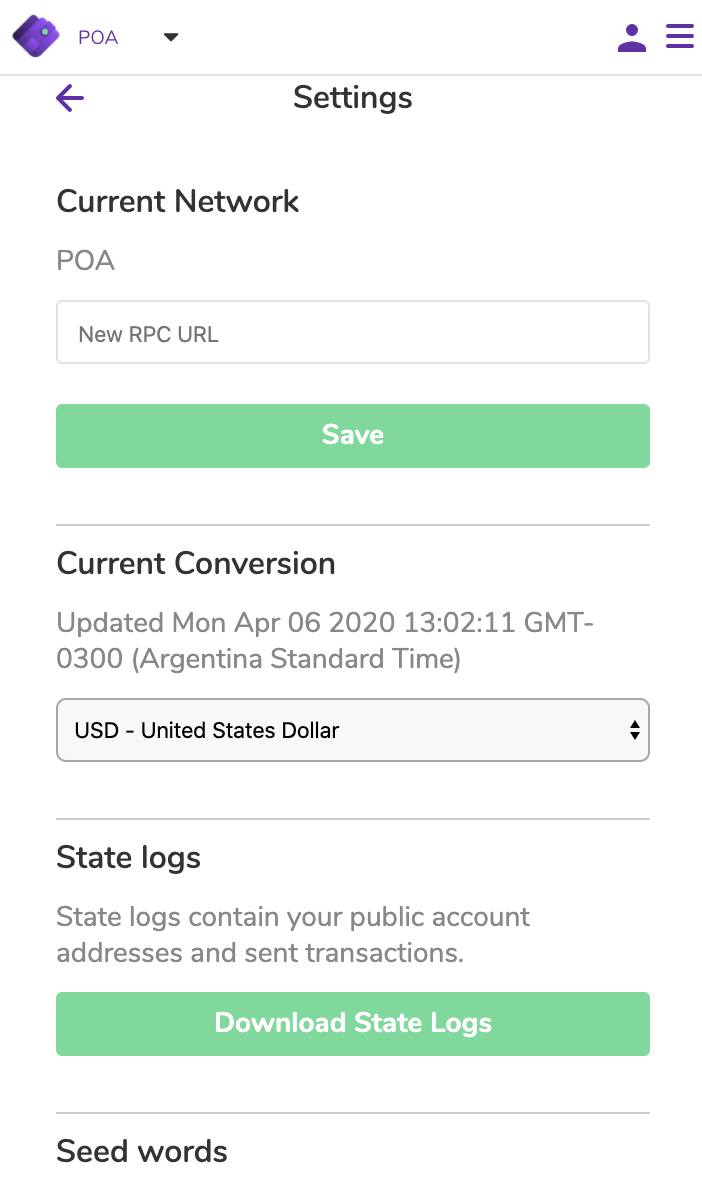 POA
Settings
Current Network
POA
New RPC URL
Save
Current Conversion
Updated Mon Apr 06 2020 13:02:11 GMT-
0300 (Argentina Standard Time)
USD - United States Dollar
State logs
State logs contain your public account
addresses and sent transactions.
Download State Logs
Seed words